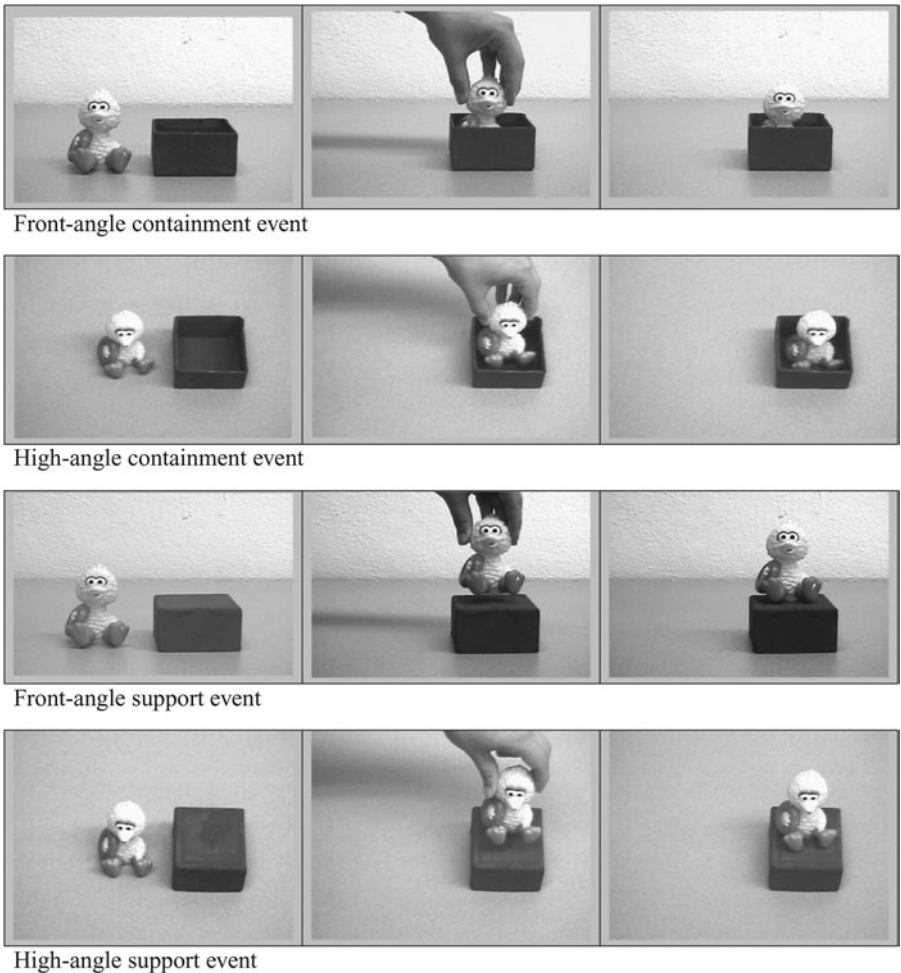 Front-angle containment event
High-angle containment event
Front-angle support event
High-angle support event